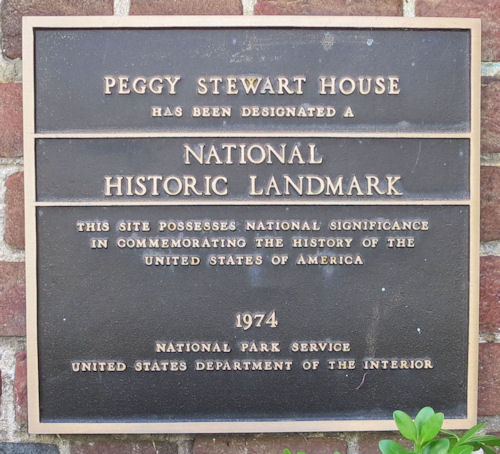 PEGGY STEWART HOUSE
HAS BEEN DESIGNATED A
NATIONAL
HISTORIC LANDMARK
THIS SITE POSSESSES NATIONAL SIGNIFICANCE
IN COMMEMORATING THE HISTORY OF THE
UNITED STATES OF AMERICA
1974
NATIONAL PARK SERVICE
UNITED STATES DEPARTMENT OF THE INTERIOR